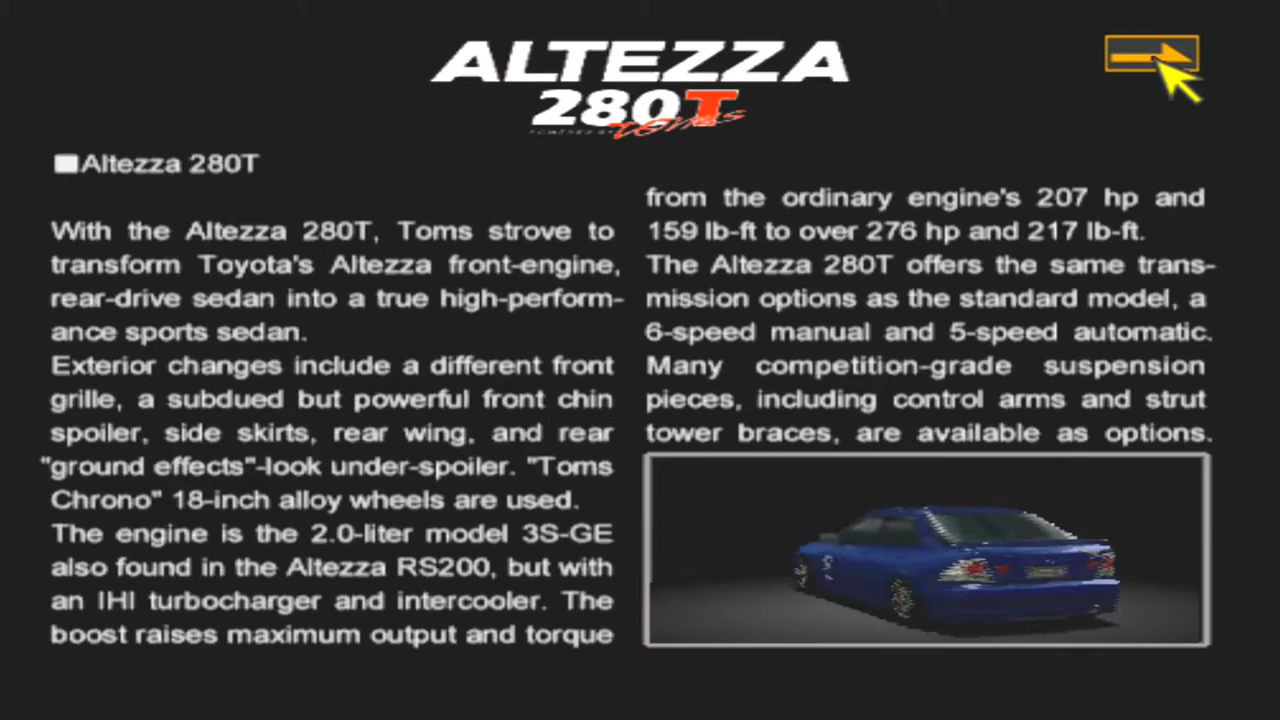 ALTEZZA
280T
POWERED BY TOM'S
■Altezza 280T
With the Altezza 280T, Toms strove to
transform Toyota's Altezza front-engine,
rear-drive sedan into a true high-perform-
ance sports sedan.
Exterior changes include a different front
grille, a subdued but powerful front chin
spoiler, side skirts, rear wing, and rear
"ground effects"-look under-spoiler. "Toms
Chrono" 18-inch alloy wheels are used.
The engine is the 2.0-liter model 3S-GE
also found in the Altezza RS200, but with
an IHI turbocharger and intercooler. The
boost raises maximum output and torque
from the ordinary engine's 207 hp and
159 lb-ft to over 276 hp and 217 lb-ft.
The Altezza 280T offers the same trans-
mission options as the standard model, a
6-speed manual and 5-speed automatic.
Many competition-grade suspension
pieces, including control arms and strut
tower braces, are available as options.